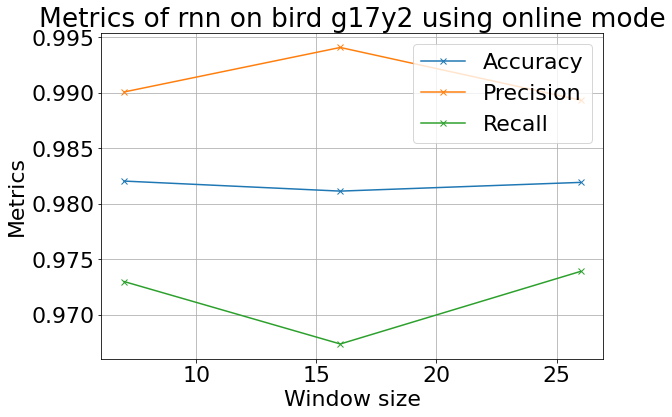 Metrics of rnn on bird g17y2 using online mode
0.995
0.990
0.985
0.980
0.975
0.970
Metrics
Accuracy
Precision
Recall
10
15
20
25
Window size